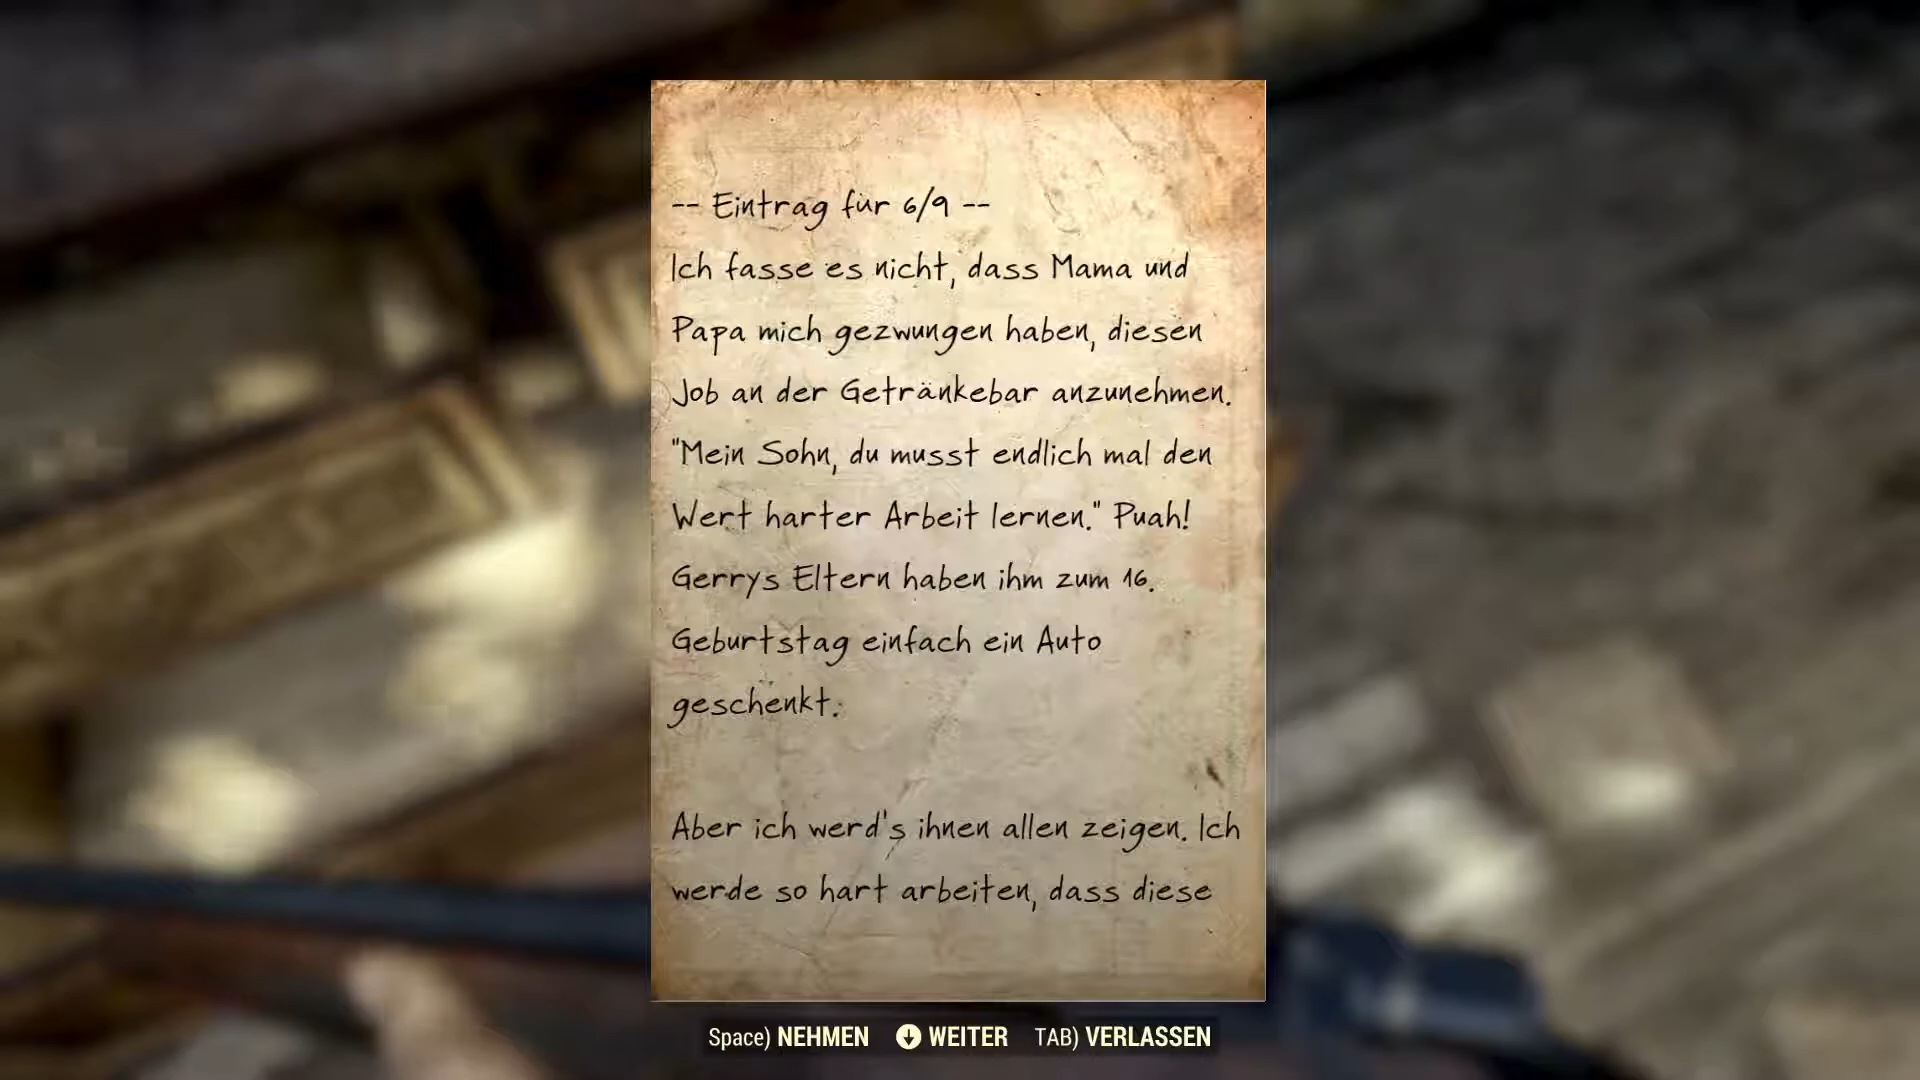 -- Eintrag für 6/9 --
Ich fasse es nicht, dass Mama und
Papa mich gezwungen haben, diesen
Job an der Getränkebar anzunehmen.
"Mein Sohn, du musst endlich mal den
Wert harter Arbeit lernen." Puah!
Gerrys Eltern haben ihm zum 16.
Geburtstag einfach ein Auto
geschenkt.
Aber ich werd's ihnen allen zeigen. Ich
werde so hart arbeiten, dass diese
Space) NEHMEN WEITER TAB) VERLASSEN